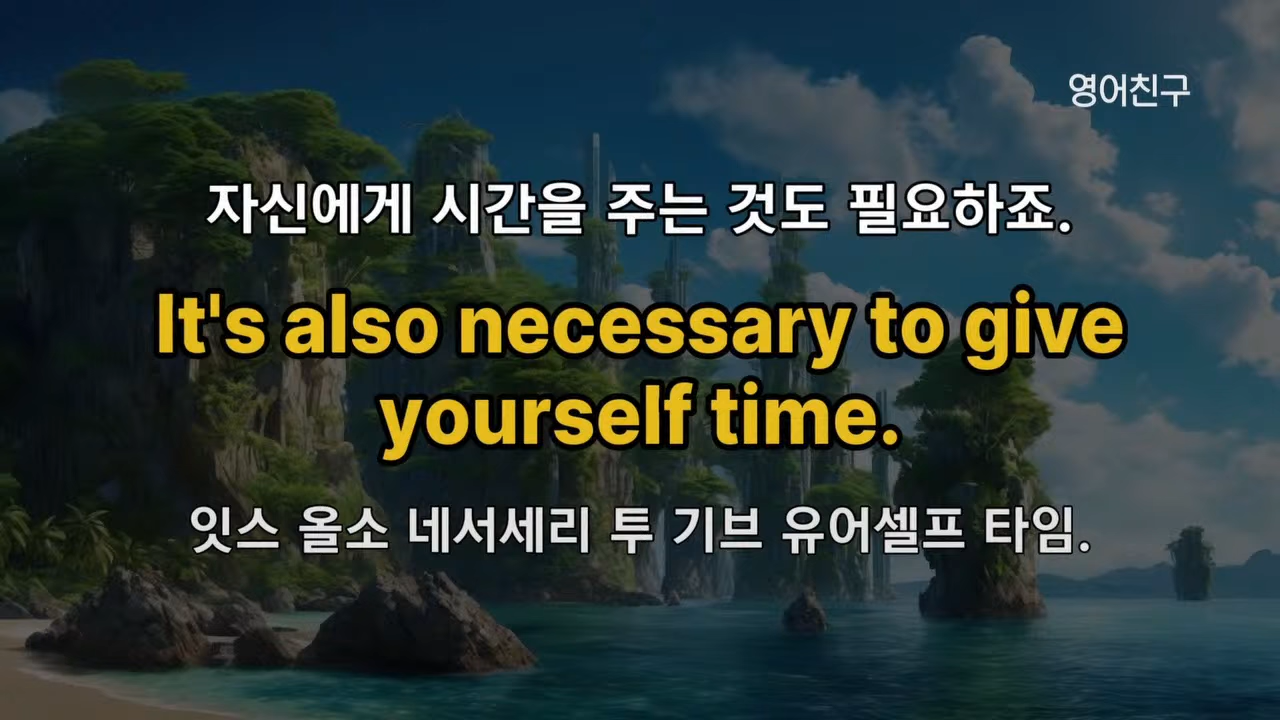 영어친구
자신에게 시간을 주는 것도 필요하죠.
It's also necessary to give
yourself time.
잇스 올소 네서세리 투 기브 유어셀프 타임.